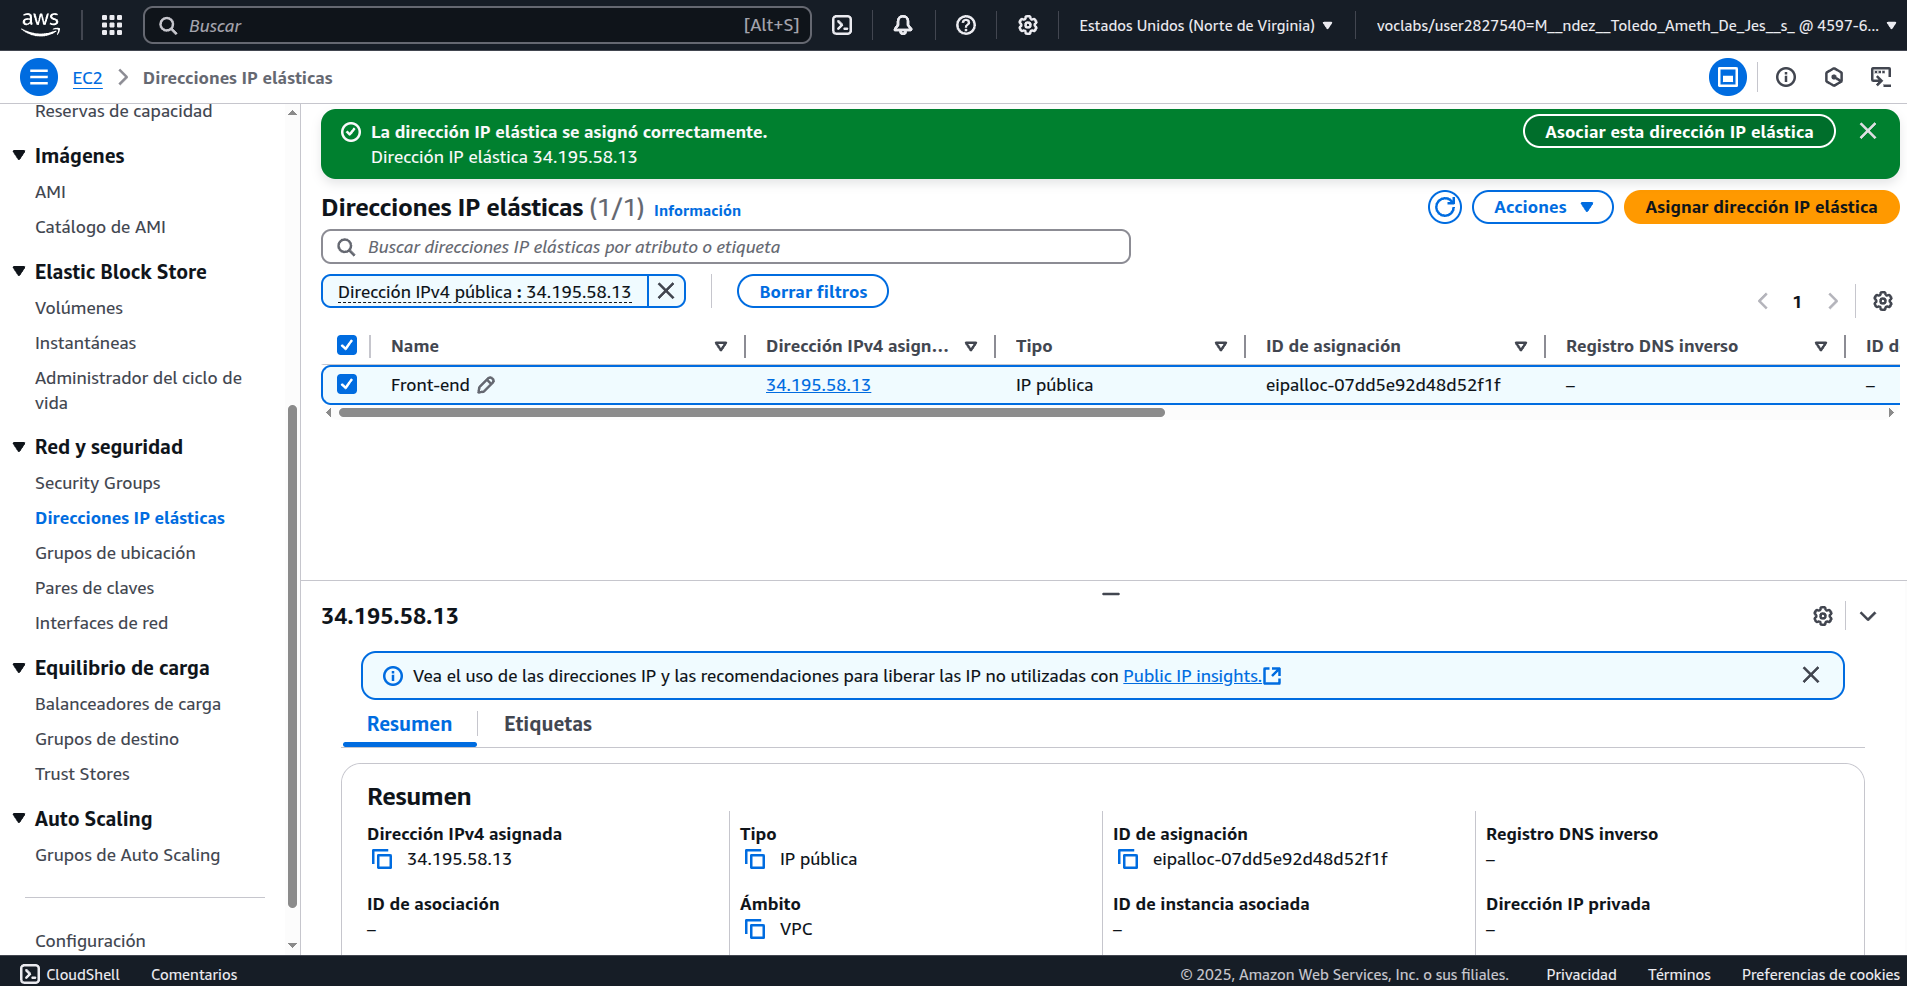 aws
Buscar [Alt+S]
Estados Unidos (Norte de Virginia)
voclabs/user2827540=M__ndez__Toledo_Ameth_De_Jes__s_ @ 4597-6...
EC2 > Direcciones IP elásticas
Reservas de capacidad
Imágenes
AMI
Catálogo de AMI
Elastic Block Store
Volúmenes
Instantáneas
Administrador del ciclo de
vida
Red y seguridad
Security Groups
Direcciones IP elásticas
Grupos de ubicación
Pares de claves
Interfaces de red
Equilibrio de carga
Balanceadores de carga
Grupos de destino
Trust Stores
Auto Scaling
Grupos de Auto Scaling
Configuración
La dirección IP elástica se asignó correctamente.
Dirección IP elástica 34.195.58.13
Asociar esta dirección IP elástica
Direcciones IP elásticas (1/1) Información
Acciones
Asignar dirección IP elástica
Buscar direcciones IP elásticas por atributo o etiqueta
Dirección IPv4 pública : 34.195.58.13
Borrar filtros
1
Name Dirección IPv4 asign... Tipo ID de asignación Registro DNS inverso ID d
Front-end 34.195.58.13 IP pública eipalloc-07dd5e92d48d52f1f – –
34.195.58.13
Vea el uso de las direcciones IP y las recomendaciones para liberar las IP no utilizadas con Public IP insights.
Resumen Etiquetas
Resumen
Dirección IPv4 asignada Tipo ID de asignación Registro DNS inverso
34.195.58.13 IP pública eipalloc-07dd5e92d48d52f1f –
ID de asociación Ámbito ID de instancia asociada Dirección IP privada
– VPC – –
CloudShell Comentarios
© 2025, Amazon Web Services, Inc. o sus filiales. Privacidad Términos Preferencias de cookies